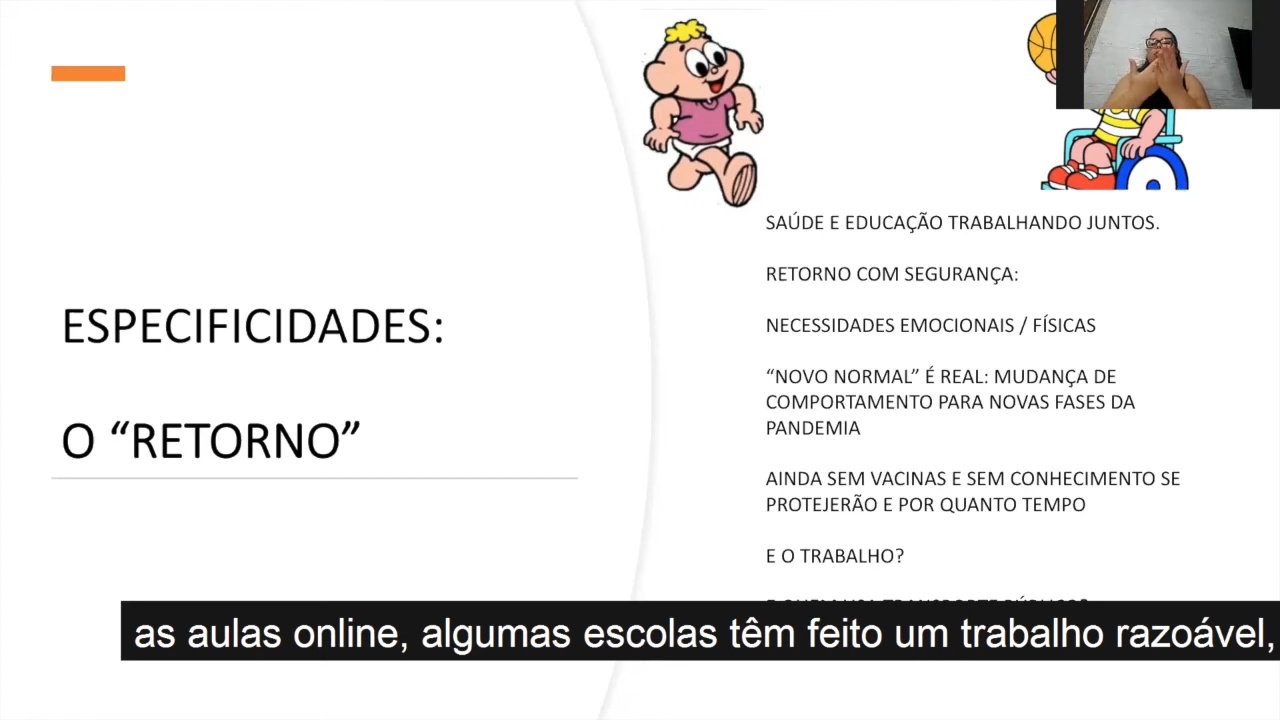 ESPECIFICIDADES:
O “RETORNO”
SAÚDE E EDUCAÇÃO TRABALHANDO JUNTOS.
RETORNO COM SEGURANÇA:
NECESSIDADES EMOCIONAIS / FÍSICAS
“NOVO NORMAL” É REAL: MUDANÇA DE
COMPORTAMENTO PARA NOVAS FASES DA
PANDEMIA
AINDA SEM VACINAS E SEM CONHECIMENTO SE
PROTEJERÃO E POR QUANTO TEMPO
E O TRABALHO?
as aulas online, algumas escolas têm feito um trabalho razoável,